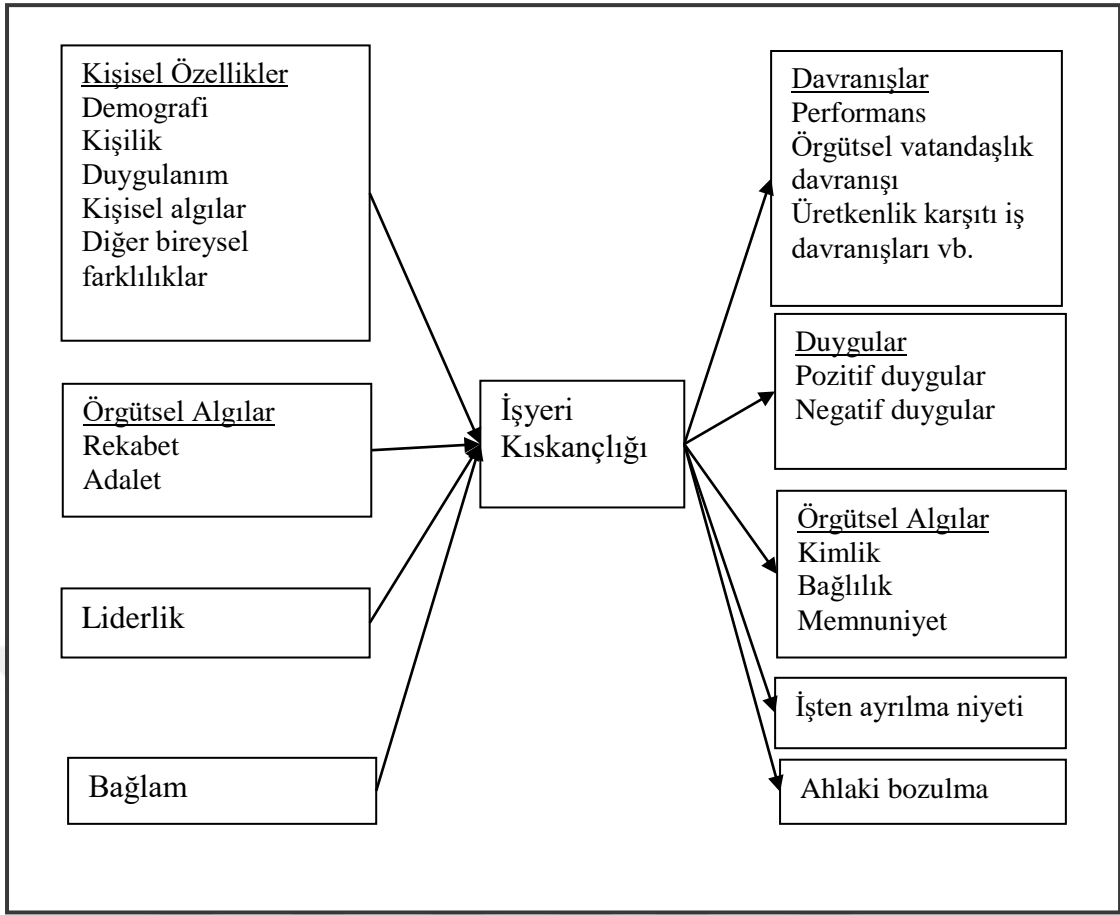 Kişisel Özellikler
Demografi
Kişilik
Duygulanım
Kişisel algılar
Diğer bireysel
farklılıklar
Örgütsel Algılar
Rekabet
Adalet
Liderlik
Bağlam
İşyeri
Kıskançlığı
Davranışlar
Performans
Örgütsel vatandaşlık
davranışı
Üretkenlik karşıtı iş
davranışları vb.
Duygular
Pozitif duygular
Negatif duygular
Örgütsel Algılar
Kimlik
Bağlılık
Memnuniyet
İşten ayrılma niyeti
Ahlaki bozulma